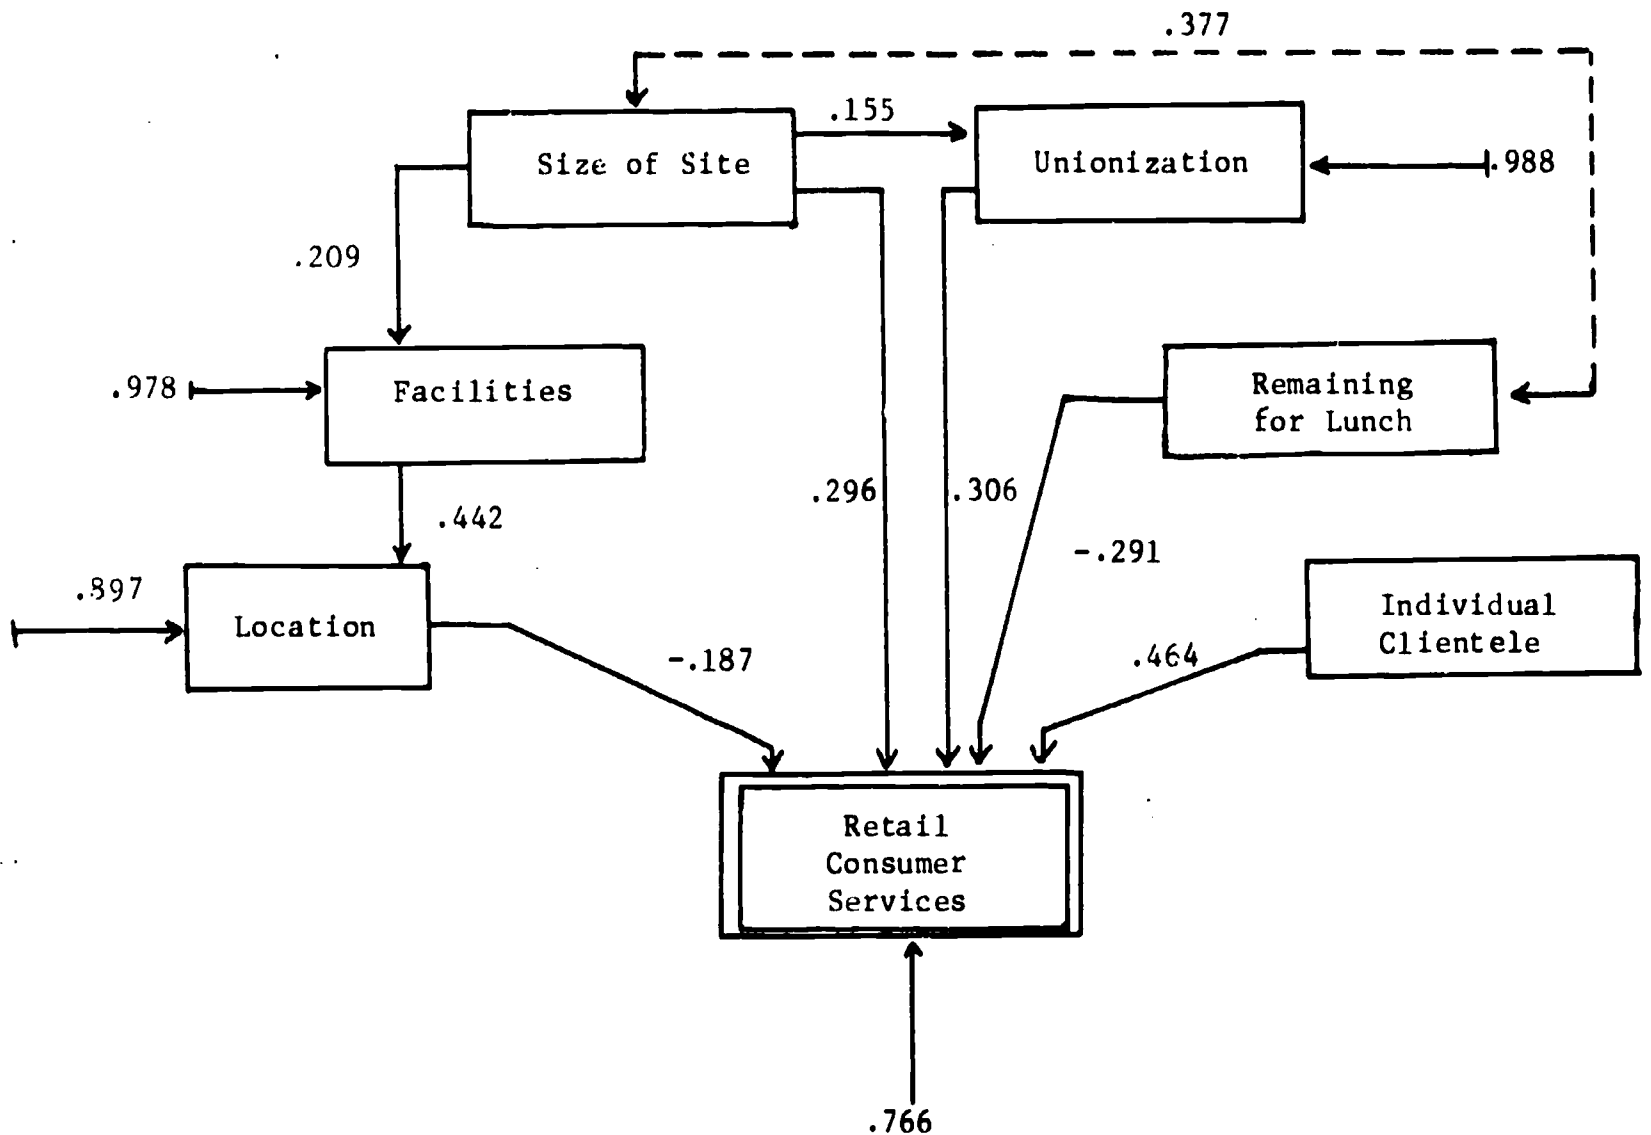 .377
.155
Size of Site
Unionization
.988
.209
.978
Facilities
Remaining
for Lunch
.296
.306
.442
-.291
.897
Location
-.187
.464
Individual
Clientele
Retail
Consumer
Services
.766